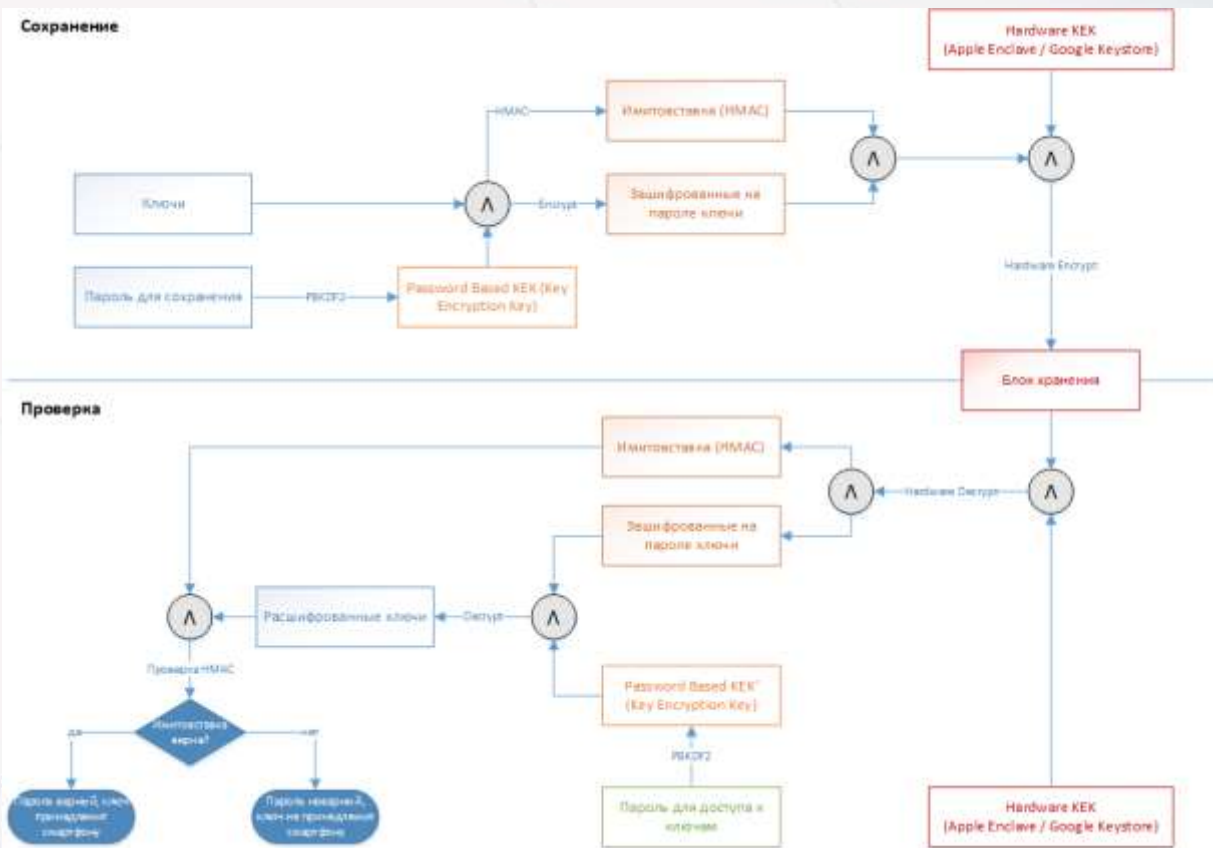 Сохранение
Hardware KEK
(Apple Enclave / Google Keystore)
HMAC
Имитовставка (HMAC)
Ключи
Encrypt
Зашифрованные на
пароле ключи
Hardware Encrypt
Пароль для сохранения
PBKDF2
Password Based KEK (Key
Encryption Key)
Блок хранения
Проверка
Имитовставка (HMAC)
Hardware Decrypt
Зашифрованные на
пароле ключи
Расшифрованные ключи
Decrypt
Проверка HMAC
Password Based KEK'
(Key Encryption Key)
Имитовставка
верна?
да
нет
PBKDF2
Пароль верный, ключ
принадлежит
смартфону
Пароль неверный,
ключ не принадлежит
смартфону
Пароль для доступа к
ключам
Hardware KEK
(Apple Enclave / Google Keystore)